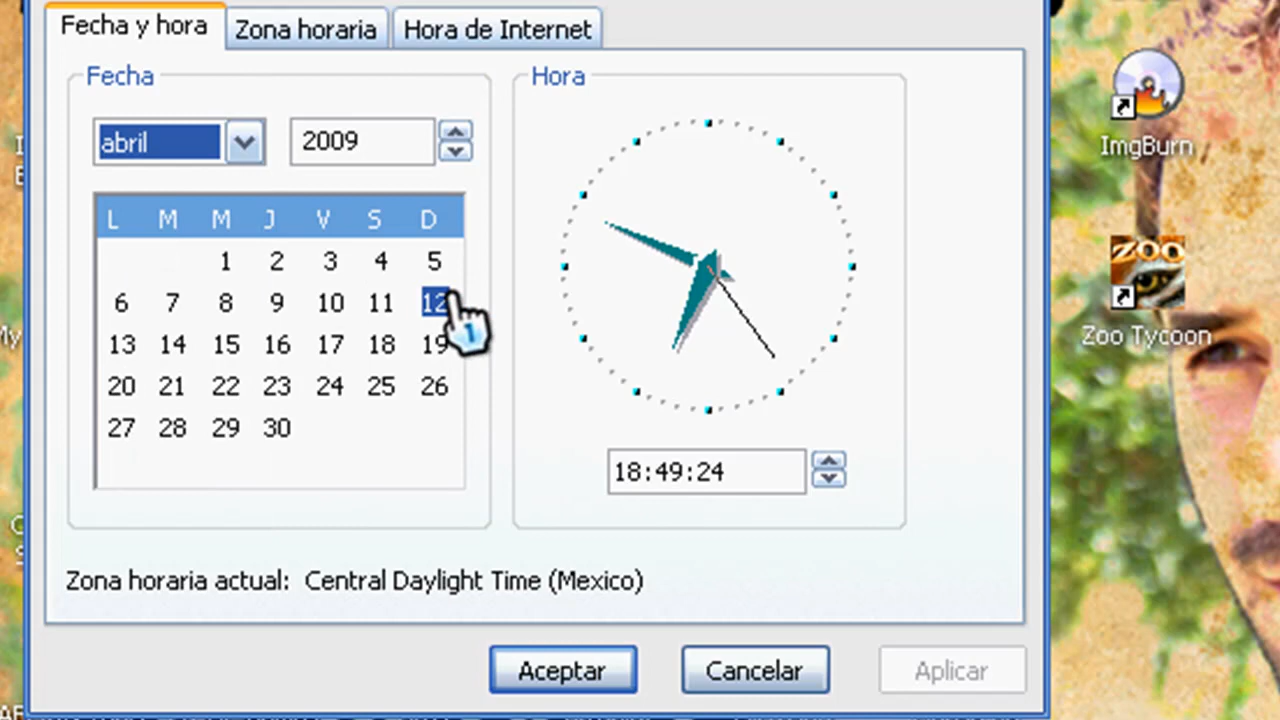 Fecha y hora
Zona horaria
Hora de Internet
Fecha
Hora
abril
2009
L M M J V S D
1 2 3 4 5
6 7 8 9 10 11 12
13 14 15 16 17 18 19
20 21 22 23 24 25 26
27 28 29 30
18:49:24
Zona horaria actual: Central Daylight Time (Mexico)
Aceptar
Cancelar
Aplicar
ImgBurn
ZOO
Zoo Tycoon
My
1